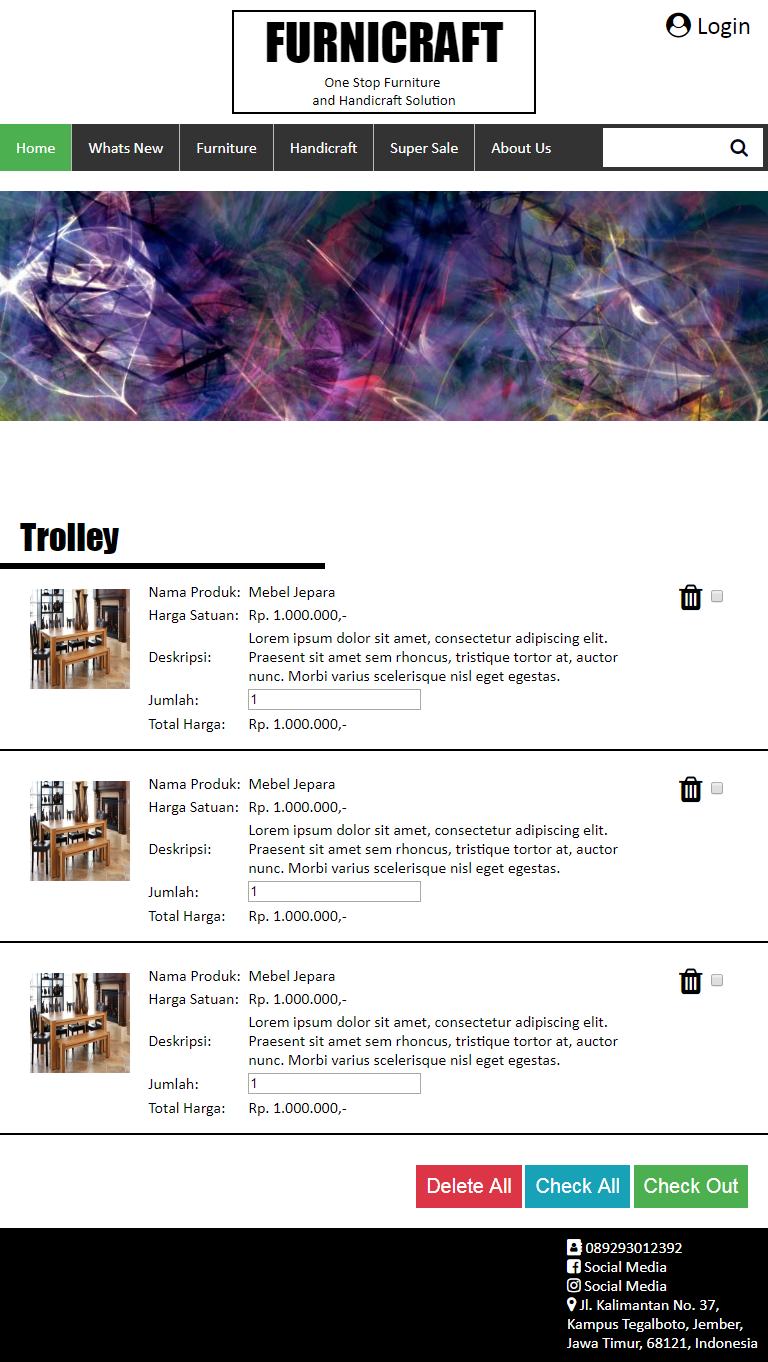 FURNICRAFT
One Stop Furniture
and Handicraft Solution
Login
Home Whats New Furniture Handicraft Super Sale About Us
Trolley
Nama Produk: Mebel Jepara
Harga Satuan: Rp. 1.000.000,-
Deskripsi: Lorem ipsum dolor sit amet, consectetur adipiscing elit.
Praesent sit amet sem rhoncus, tristique tortor at, auctor
nunc. Morbi varius scelerisque nisl eget egestas.
Jumlah: 1
Total Harga: Rp. 1.000.000,-
Nama Produk: Mebel Jepara
Harga Satuan: Rp. 1.000.000,-
Deskripsi: Lorem ipsum dolor sit amet, consectetur adipiscing elit.
Praesent sit amet sem rhoncus, tristique tortor at, auctor
nunc. Morbi varius scelerisque nisl eget egestas.
Jumlah: 1
Total Harga: Rp. 1.000.000,-
Nama Produk: Mebel Jepara
Harga Satuan: Rp. 1.000.000,-
Deskripsi: Lorem ipsum dolor sit amet, consectetur adipiscing elit.
Praesent sit amet sem rhoncus, tristique tortor at, auctor
nunc. Morbi varius scelerisque nisl eget egestas.
Jumlah: 1
Total Harga: Rp. 1.000.000,-
Delete All Check All Check Out
089293012392
Social Media
Social Media
Jl. Kalimantan No. 37,
Kampus Tegalboto, Jember,
Jawa Timur, 68121, Indonesia